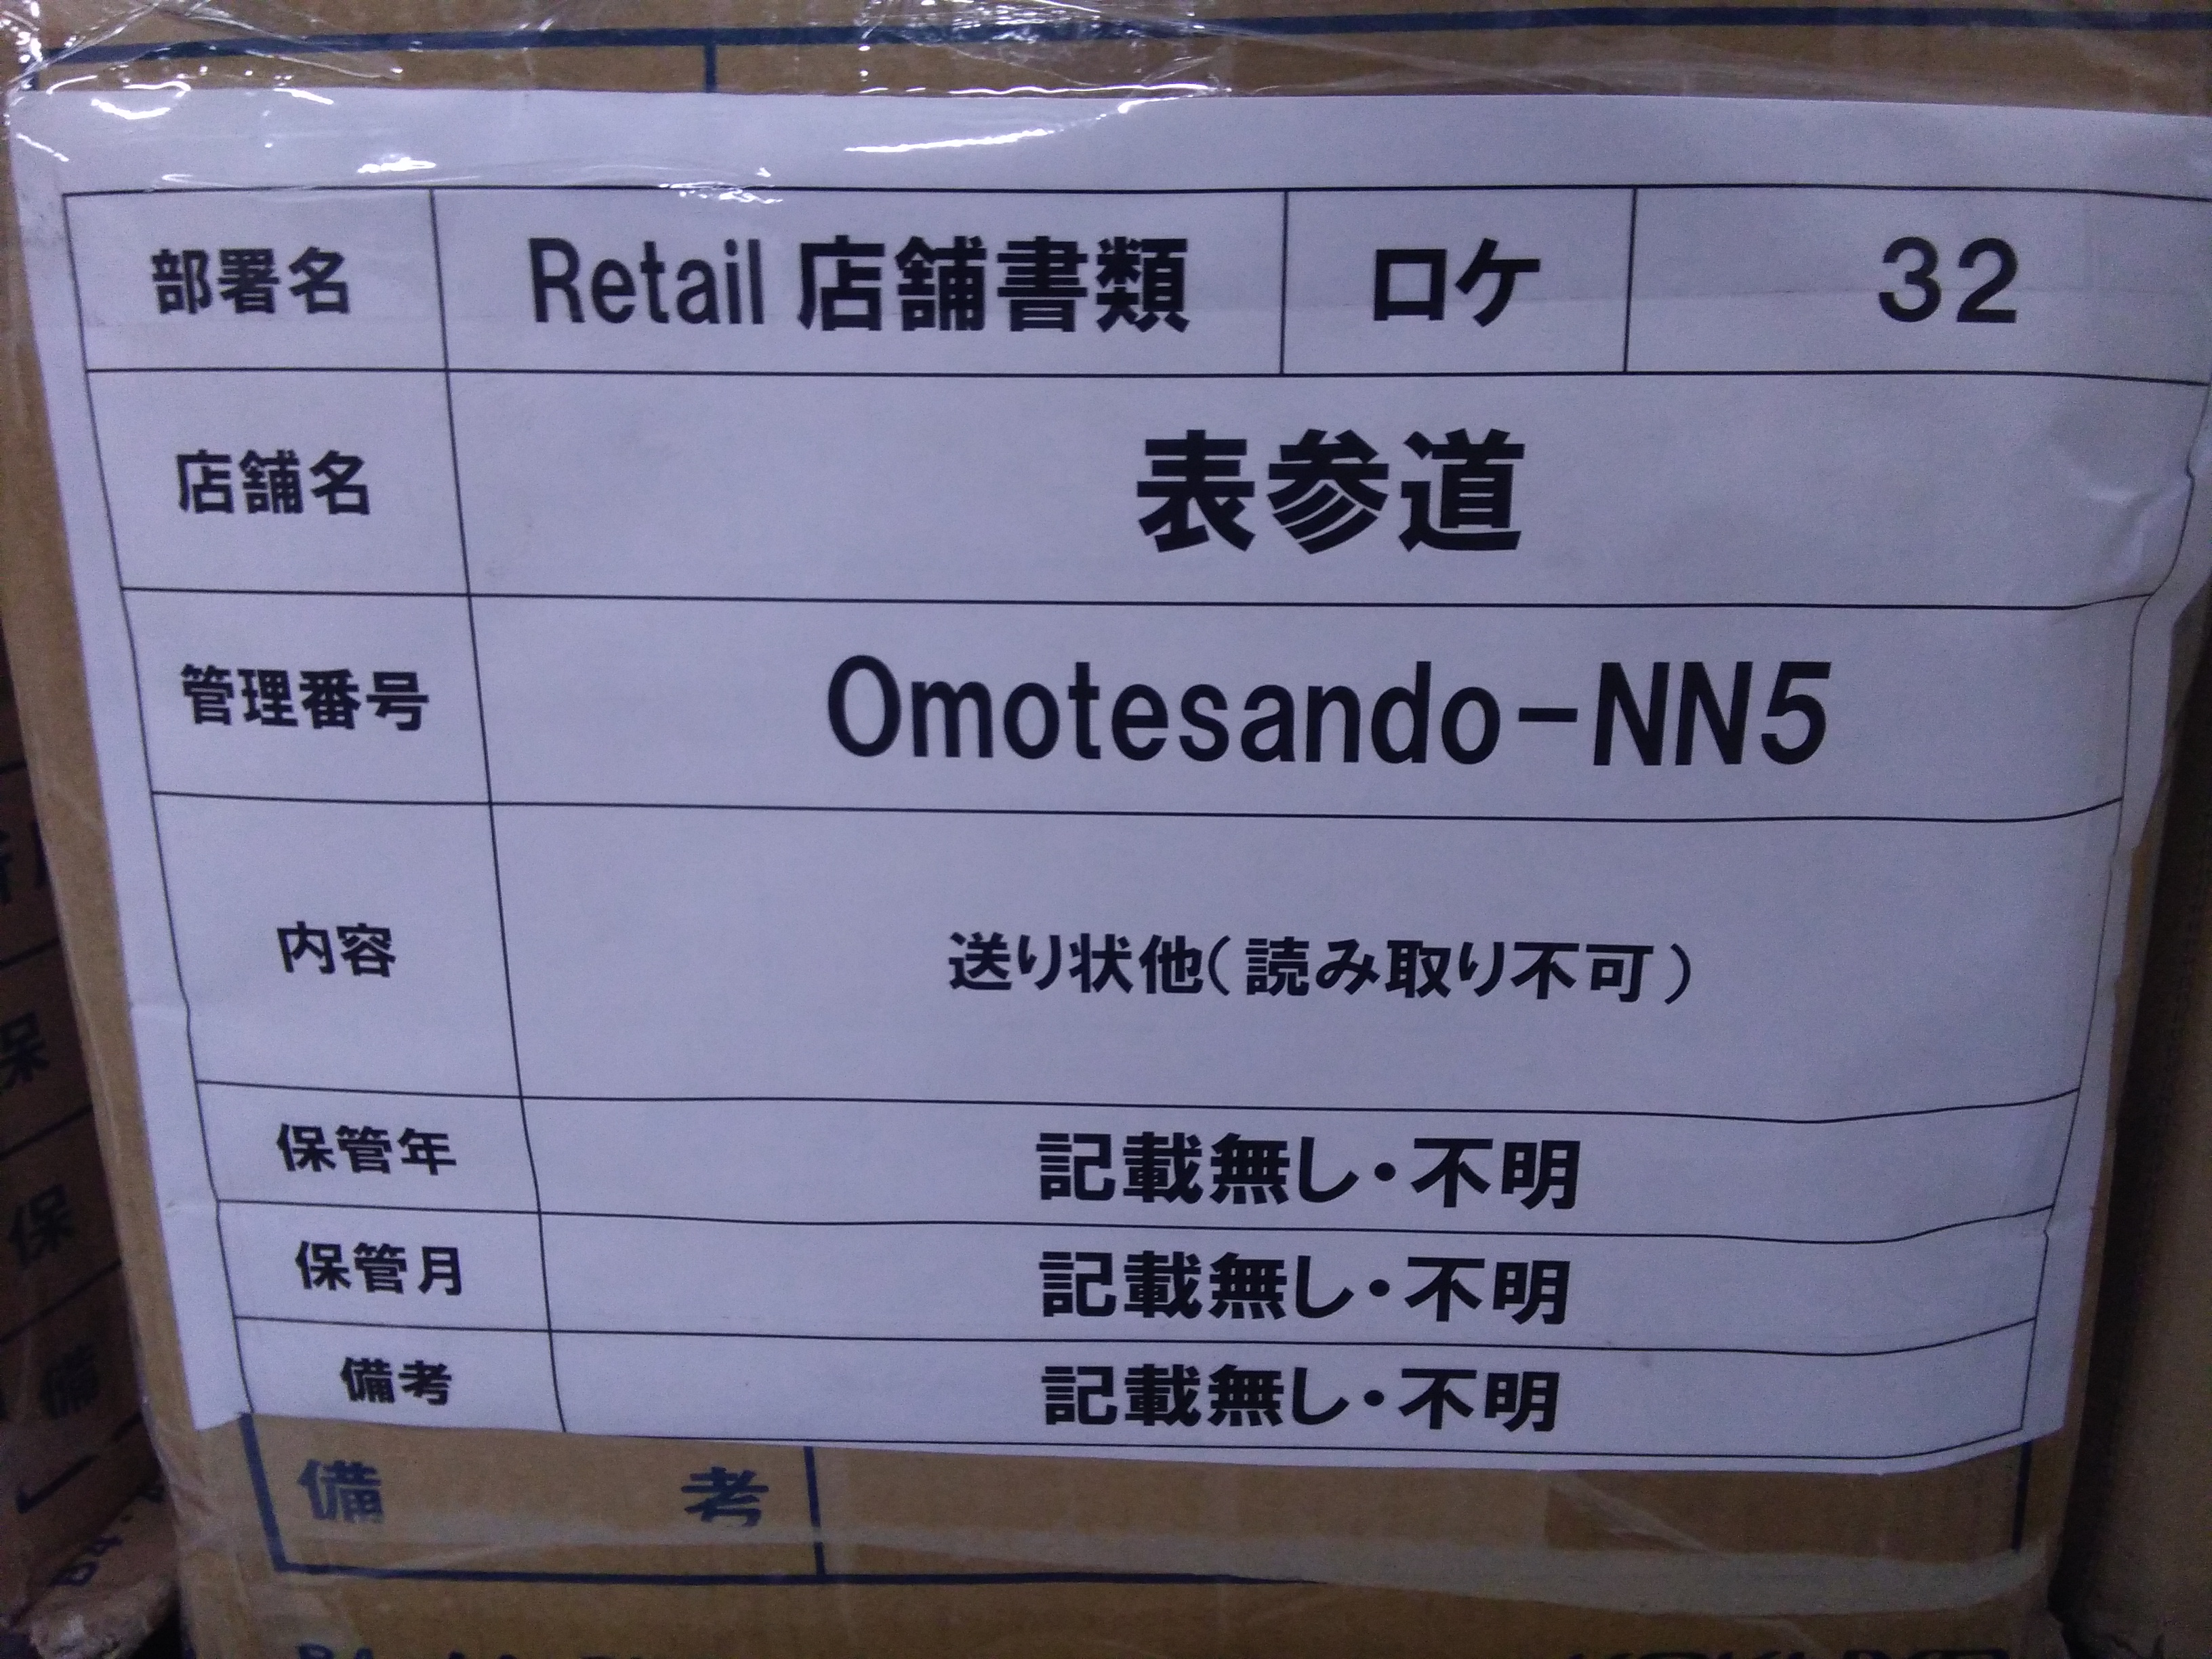 部署名 Retail 店舗書類 ロケ 32
店舗名 表参道
管理番号 Omotesando-NN5
内容 送り状他(読み取り不可)
保管年 記載無し・不明
保管月 記載無し・不明
備考 記載無し・不明
備 考
保
保
備